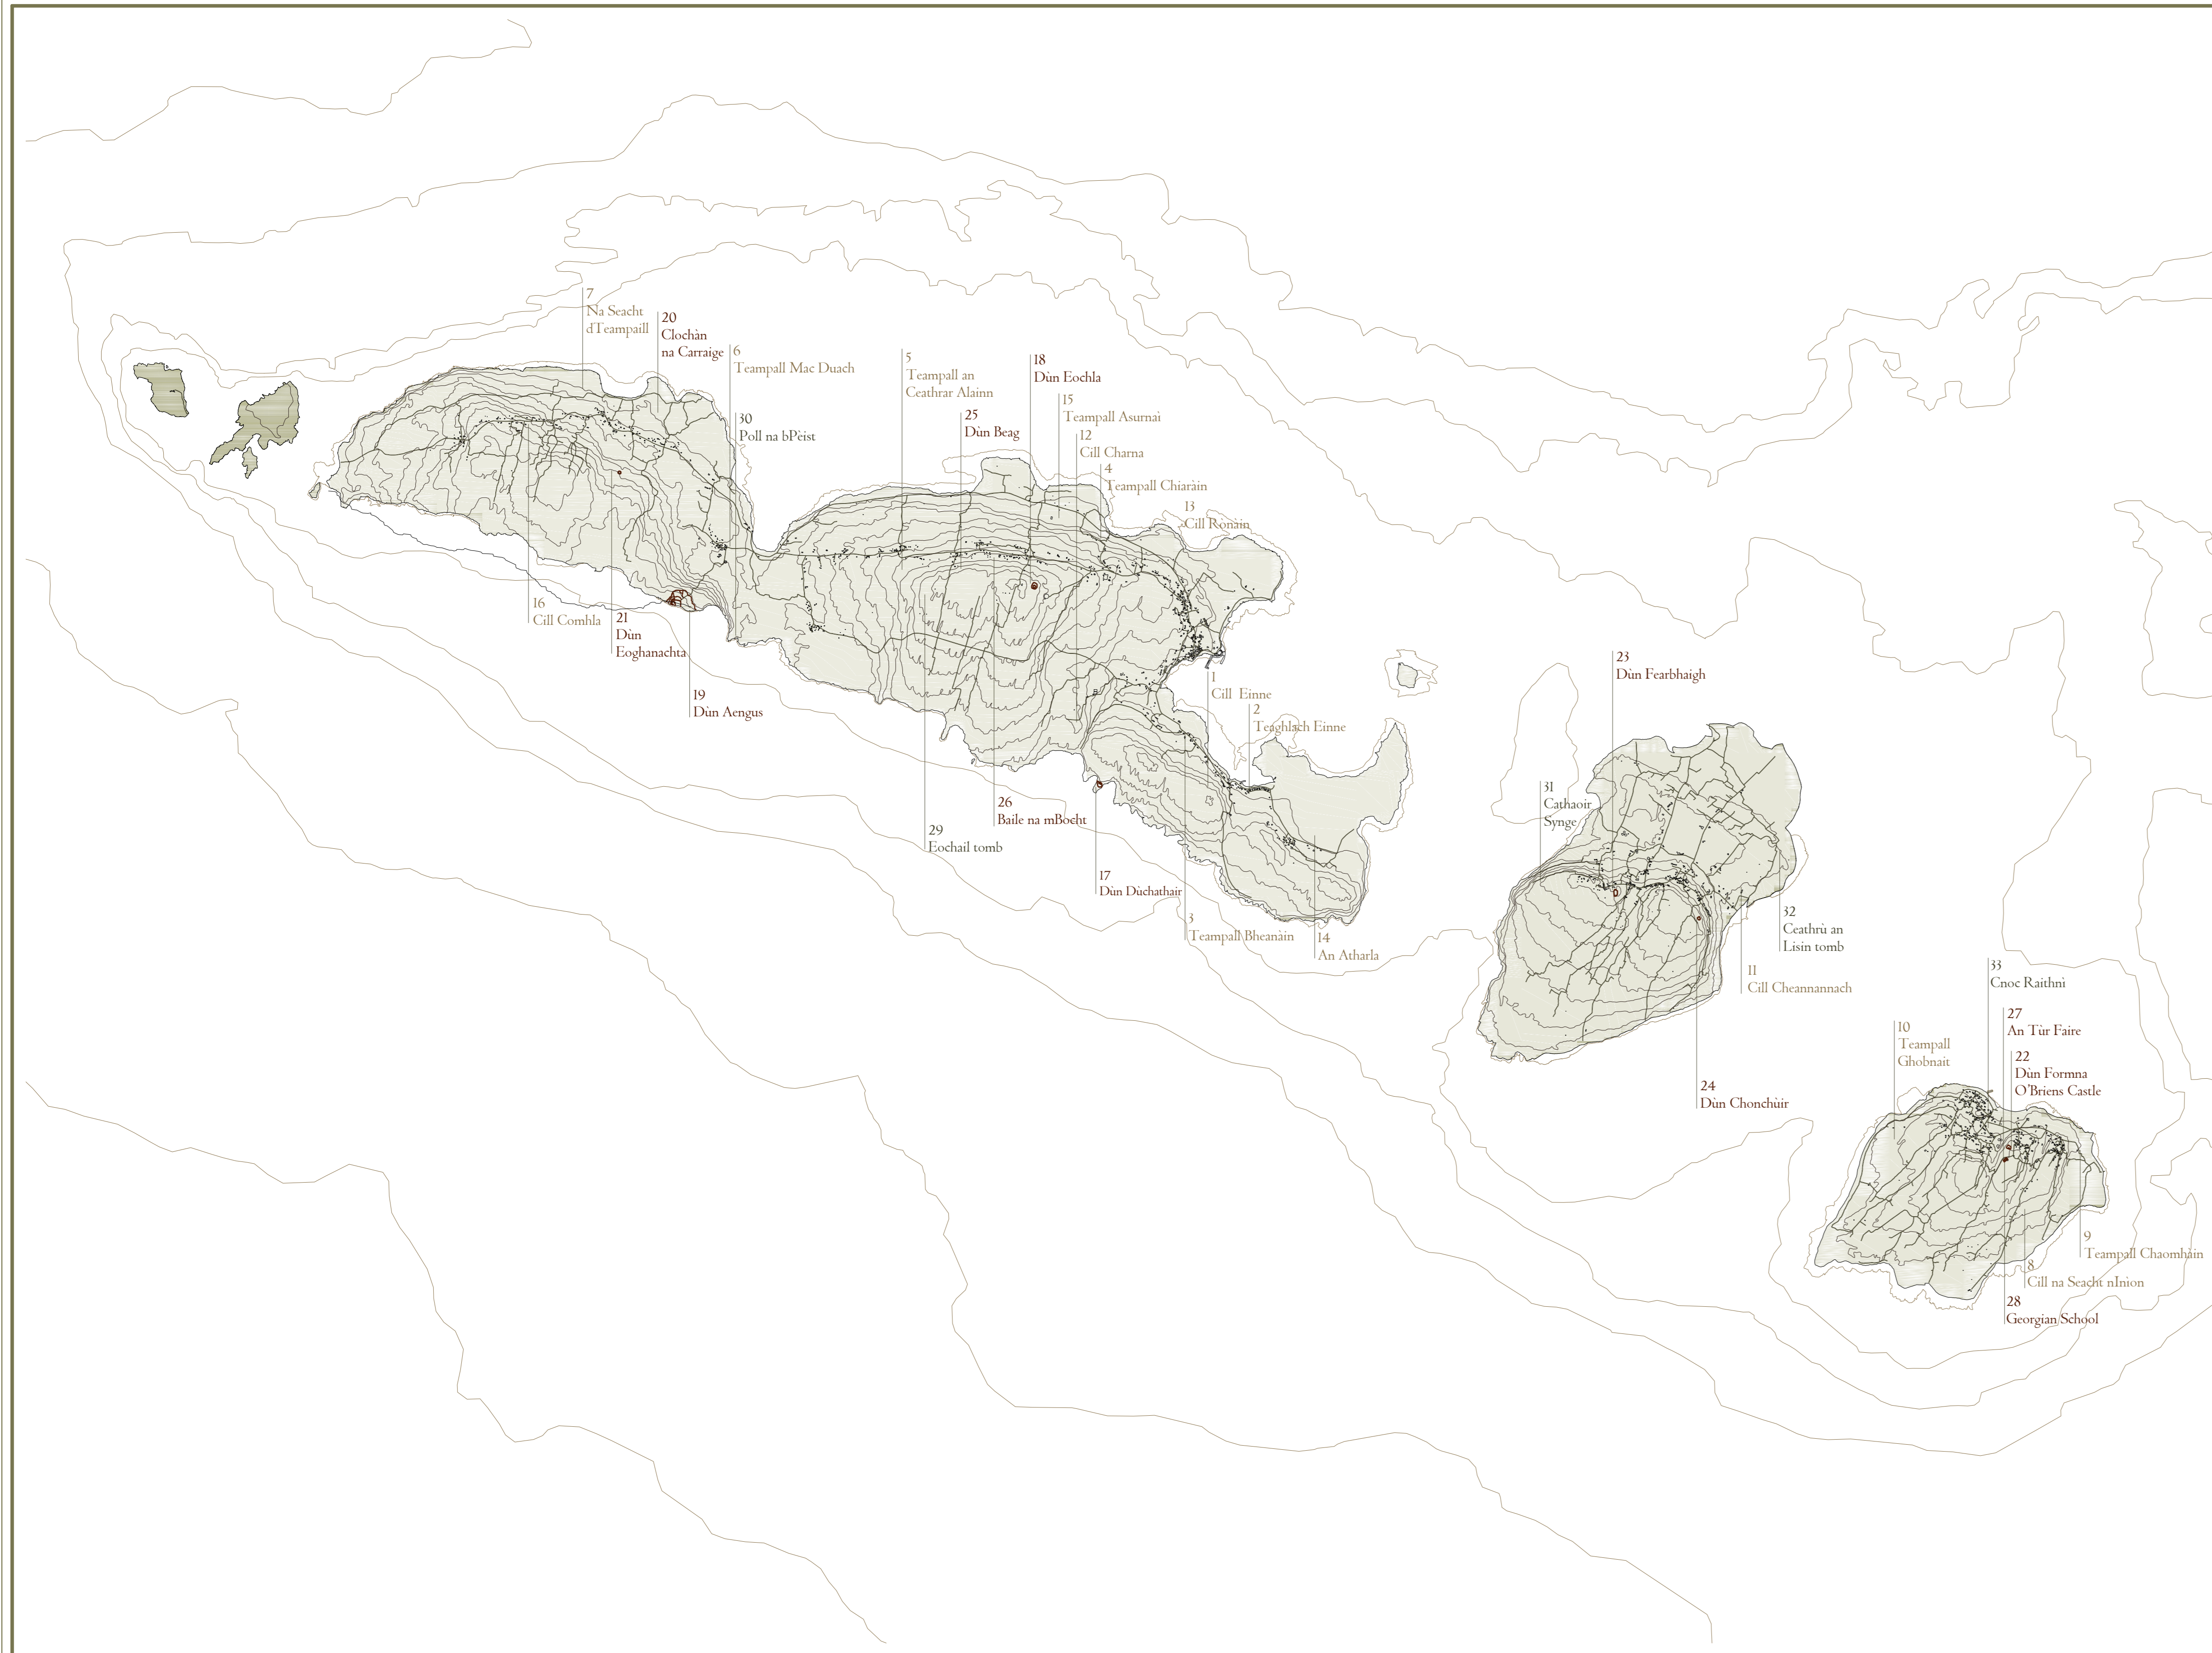 7
Na Seacht
dTeampaill
20
Clochàn
na Carraige
6
Teampall Mac Duach
30
Poll na bPèist
5
Teampall an
Ceathrar Alainn
25
Dùn Beag
18
Dùn Eochla
15
Teampall Asurnaì
12
Cill Charna
4
Teampall Chiaràin
13
Cill Rònàin
16
Cill Comhla
21
Dùn
Eoghanachta
19
Dùn Aengus
1
Cill Einne
2
Teaghlach Einne
26
Baile na mBocht
29
Eochail tomb
17
Dùn Dùchathair
3
Teampall Bheanàin
14
An Atharla
23
Dùn Fearbhaigh
31
Cathaoir
Synge
32
Ceathrù an
Lisin tomb
11
Cill Cheannannach
24
Dùn Chonchùir
33
Cnoc Raithnì
27
An Tùr Faire
10
Teampall
Ghobnait
22
Dùn Formna
O'Briens Castle
9
Teampall Chaomhàin
8
Cill na Seacht nInìon
28
Georgian School